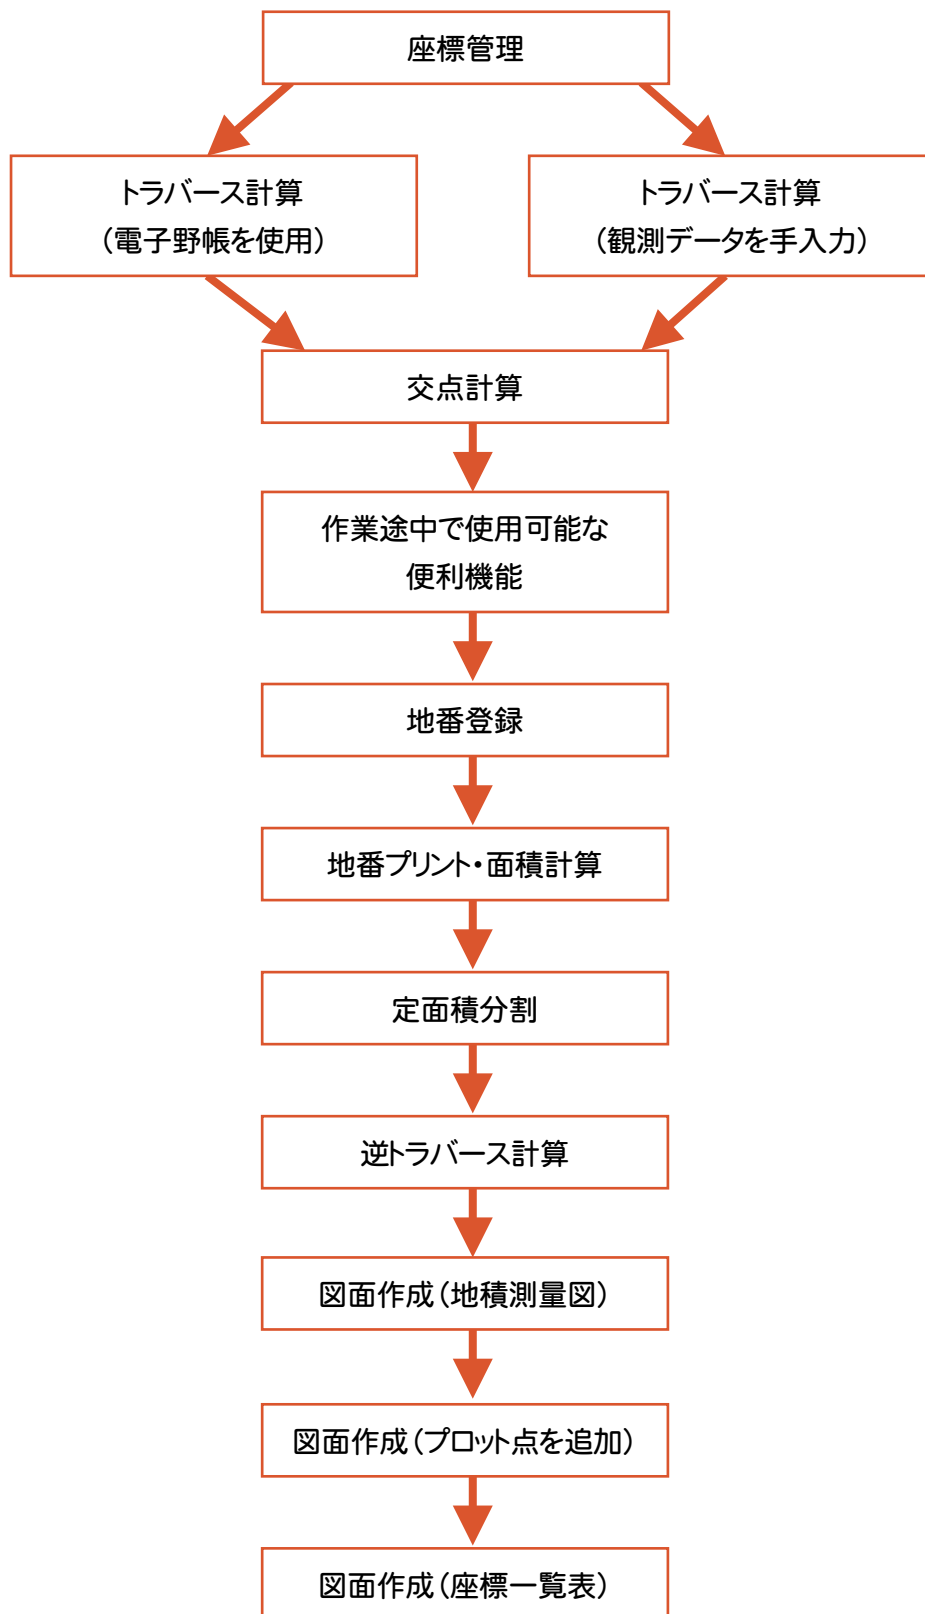 座標管理
トラバース計算
（電子野帳を使用）
トラバース計算
（観測データを手入力）
交点計算
作業途中で使用可能な
便利機能
地番登録
地番プリント・面積計算
定面積分割
逆トラバース計算
図面作成（地積測量図）
図面作成（プロット点を追加）
図面作成（座標一覧表）